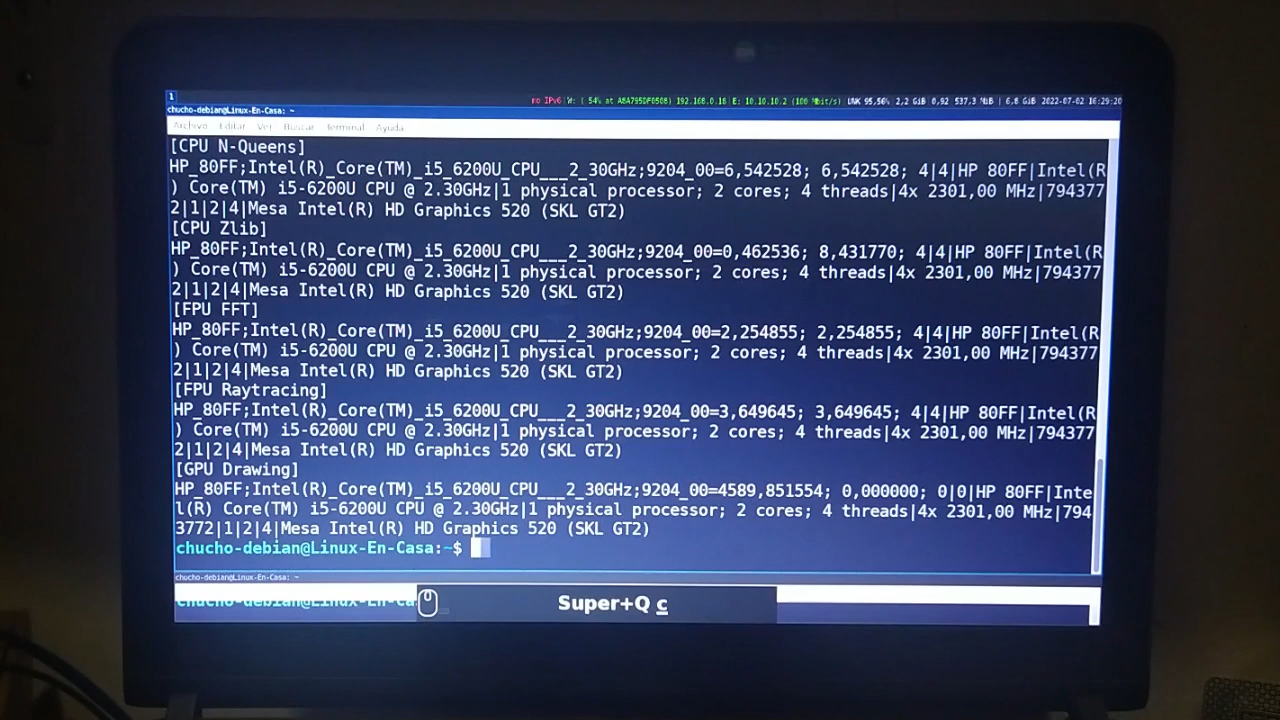 1
no IPv6|W: ( 54% at A8A795DF0508) 192.168.0.16|E: 10.10.10.2 (100 Mbit/s) 95,56% 2,2 GiB 0,92 537,3 MiB | 6,6 GiB 2022-07-02 16:29:20
chucho-debian@Linux-En-Casa: ~
Archivo Editar Ver Buscar Terminal Ayuda
[CPU N-Queens]
HP_80FF;Intel(R)_Core(TM)_i5_6200U_CPU___2_30GHz;9204_00=6,542528; 6,542528; 4|4|HP 80FF|Intel(R
) Core(TM) i5-6200U CPU @ 2.30GHz|1 physical processor; 2 cores; 4 threads|4x 2301,00 MHz|794377
2|1|2|4|Mesa Intel(R) HD Graphics 520 (SKL GT2)
[CPU Zlib]
HP_80FF;Intel(R)_Core(TM)_i5_6200U_CPU___2_30GHz;9204_00=0,462536; 8,431770; 4|4|HP 80FF|Intel(R
) Core(TM) i5-6200U CPU @ 2.30GHz|1 physical processor; 2 cores; 4 threads|4x 2301,00 MHz|794377
2|1|2|4|Mesa Intel(R) HD Graphics 520 (SKL GT2)
[FPU FFT]
HP_80FF;Intel(R)_Core(TM)_i5_6200U_CPU___2_30GHz;9204_00=2,254855; 2,254855; 4|4|HP 80FF|Intel(R
) Core(TM) i5-6200U CPU @ 2.30GHz|1 physical processor; 2 cores; 4 threads|4x 2301,00 MHz|794377
2|1|2|4|Mesa Intel(R) HD Graphics 520 (SKL GT2)
[FPU Raytracing]
HP_80FF;Intel(R)_Core(TM)_i5_6200U_CPU___2_30GHz;9204_00=3,649645; 3,649645; 4|4|HP 80FF|Intel(R
) Core(TM) i5-6200U CPU @ 2.30GHz|1 physical processor; 2 cores; 4 threads|4x 2301,00 MHz|794377
2|1|2|4|Mesa Intel(R) HD Graphics 520 (SKL GT2)
[GPU Drawing]
HP_80FF;Intel(R)_Core(TM)_i5_6200U_CPU___2_30GHz;9204_00=4589,851554; 0,000000; 0|0|HP 80FF|Inte
l(R) Core(TM) i5-6200U CPU @ 2.30GHz|1 physical processor; 2 cores; 4 threads|4x 2301,00 MHz|794
3772|1|2|4|Mesa Intel(R) HD Graphics 520 (SKL GT2)
chucho-debian@Linux-En-Casa:~$
chucho-debian@Linux-En-Casa: ~
chucho-debian@Linux-En-Ca
Super+Q c